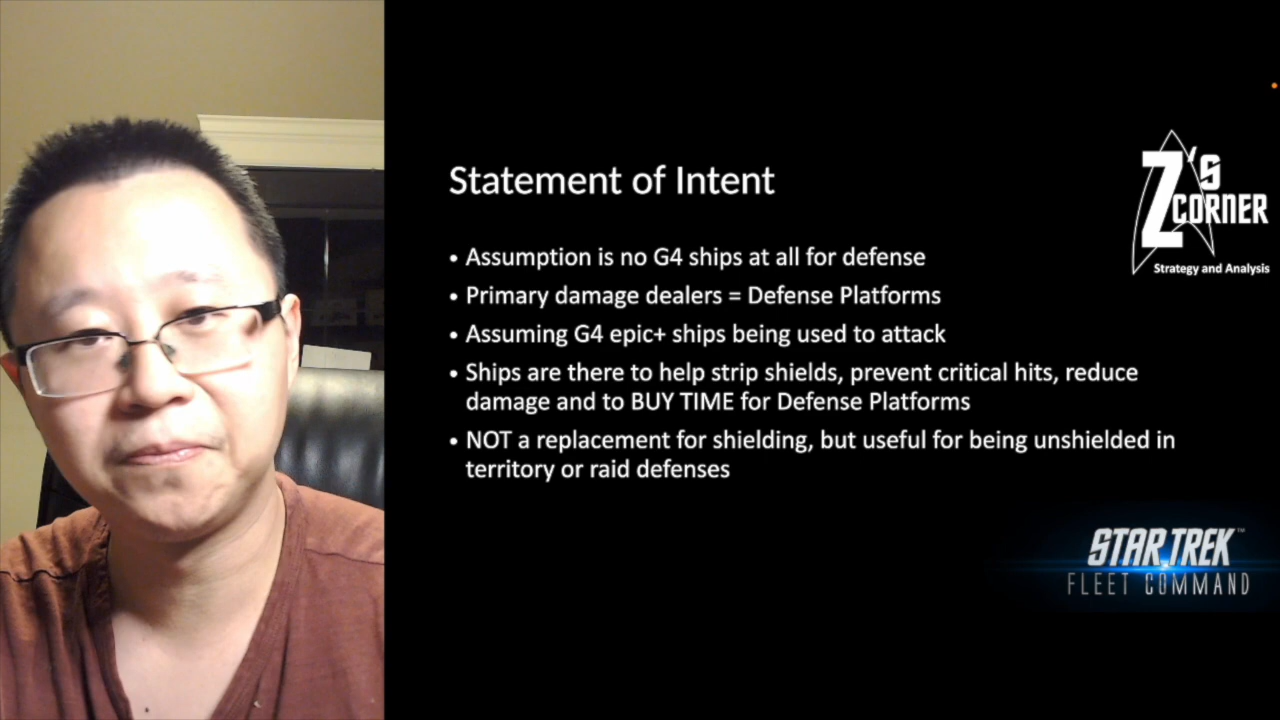 Statement of Intent
• Assumption is no G4 ships at all for defense
• Primary damage dealers = Defense Platforms
• Assuming G4 epic+ ships being used to attack
• Ships are there to help strip shields, prevent critical hits, reduce
damage and to BUY TIME for Defense Platforms
• NOT a replacement for shielding, but useful for being unshielded in
territory or raid defenses
Z's
CORNER
Strategy and Analysis
STAR TREK™
FLEET COMMAND